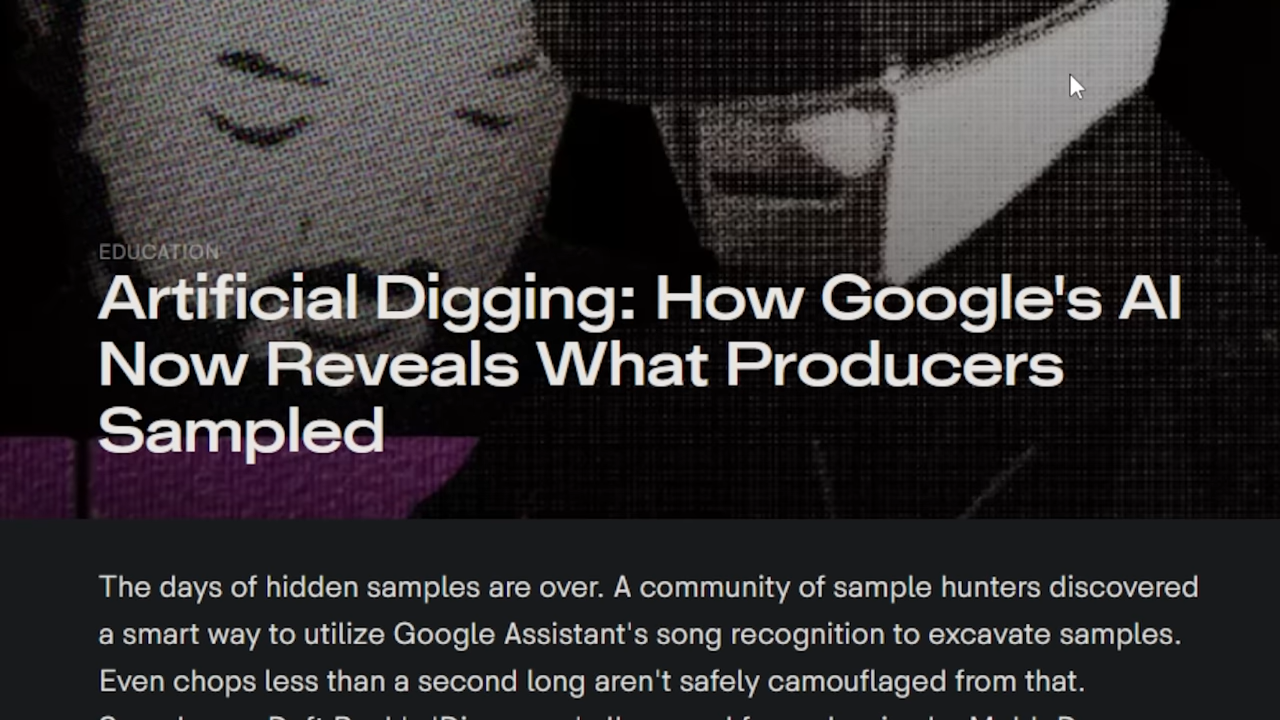 EDUCATION
Artificial Digging: How Google's AI
Now Reveals What Producers
Sampled
The days of hidden samples are over. A community of sample hunters discovered
a smart way to utilize Google Assistant's song recognition to excavate samples.
Even chops less than a second long aren't safely camouflaged from that.